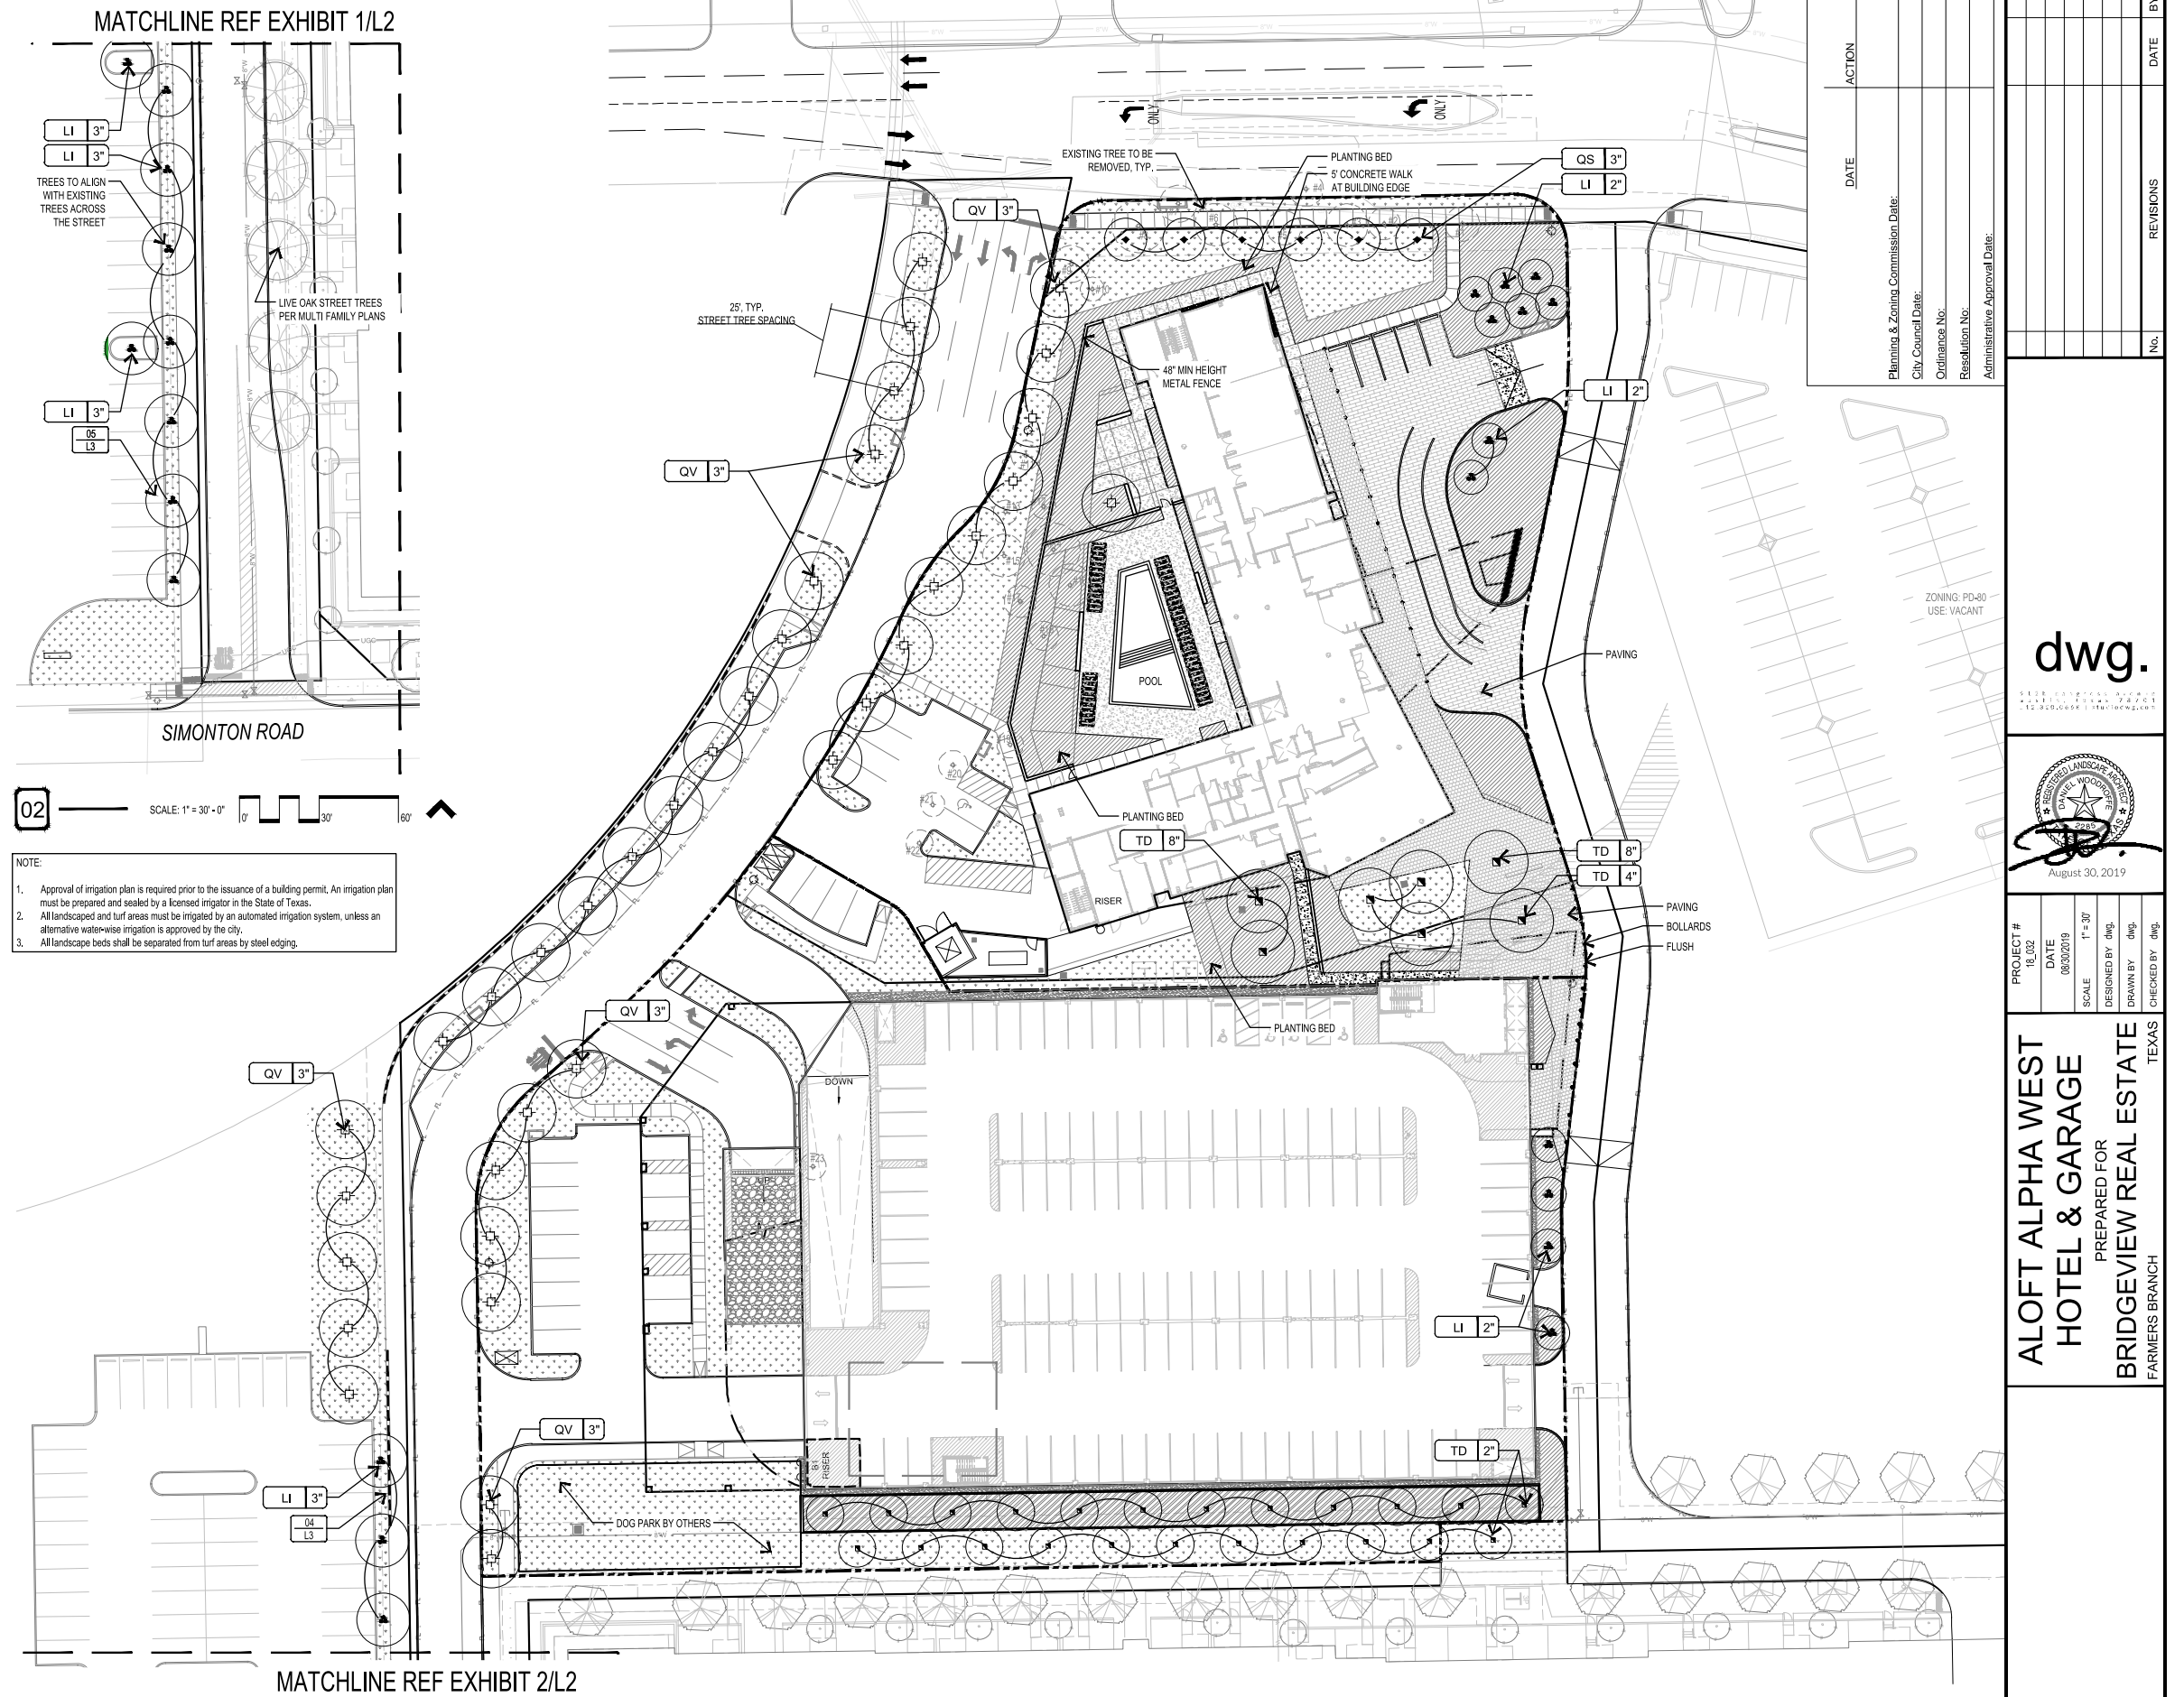 MATCHLINE REF EXHIBIT 1/L2
LI 3"
LI 3"
TREES TO ALIGN
WITH EXISTING
TREES ACROSS
THE STREET
LIVE OAK STREET TREES
PER MULTI FAMILY PLANS
LI 3"
05
L3
SIMONTON ROAD
02
SCALE: 1" = 30'-0"
0'
30'
60'
NOTE:
1. Approval of irrigation plan is required prior to the issuance of a building permit. An irrigation plan
must be prepared and sealed by a licensed irrigator in the State of Texas.
2. All landscaped and turf areas must be irrigated by an automated irrigation system, unless an
alternative water-wise irrigation is approved by the city.
3. All landscape beds shall be separated from turf areas by steel edging.
ONLY
ONLY
EXISTING TREE TO BE
REMOVED, TYP.
PLANTING BED
5' CONCRETE WALK
AT BUILDING EDGE
QS 3"
LI 2"
QV 3"
25', TYP.
STREET TREE SPACING
48" MIN HEIGHT
METAL FENCE
LI 2"
QV 3"
ZONING: PD-80
USE: VACANT
PAVING
POOL
#20
#21
PLANTING BED
TD 8"
TD 8"
TD 4"
RISER
PAVING
BOLLARDS
FLUSH
PLANTING BED
QV 3"
QV 3"
DOWN
#23
UP
LI 2"
QV 3"
TD 2"
RISER
LI 3"
04
L3
DOG PARK BY OTHERS
MATCHLINE REF EXHIBIT 2/L2
ACTION
DATE
Planning & Zoning Commission Date:
City Council Date:
Ordinance No:
Resolution No:
Administrative Approval Date:
No.
REVISIONS
DATE
BY
dwg.
REGISTERED LANDSCAPE ARCHITECT
DANIEL WOODROFFE
2285
August 30, 2019
PROJECT #
18_032
DATE
08/30/2019
SCALE 1" = 30'
DESIGNED BY dwg.
DRAWN BY dwg.
CHECKED BY dwg.
ALOFT ALPHA WEST
HOTEL & GARAGE
PREPARED FOR
BRIDGEVIEW REAL ESTATE
FARMERS BRANCH TEXAS